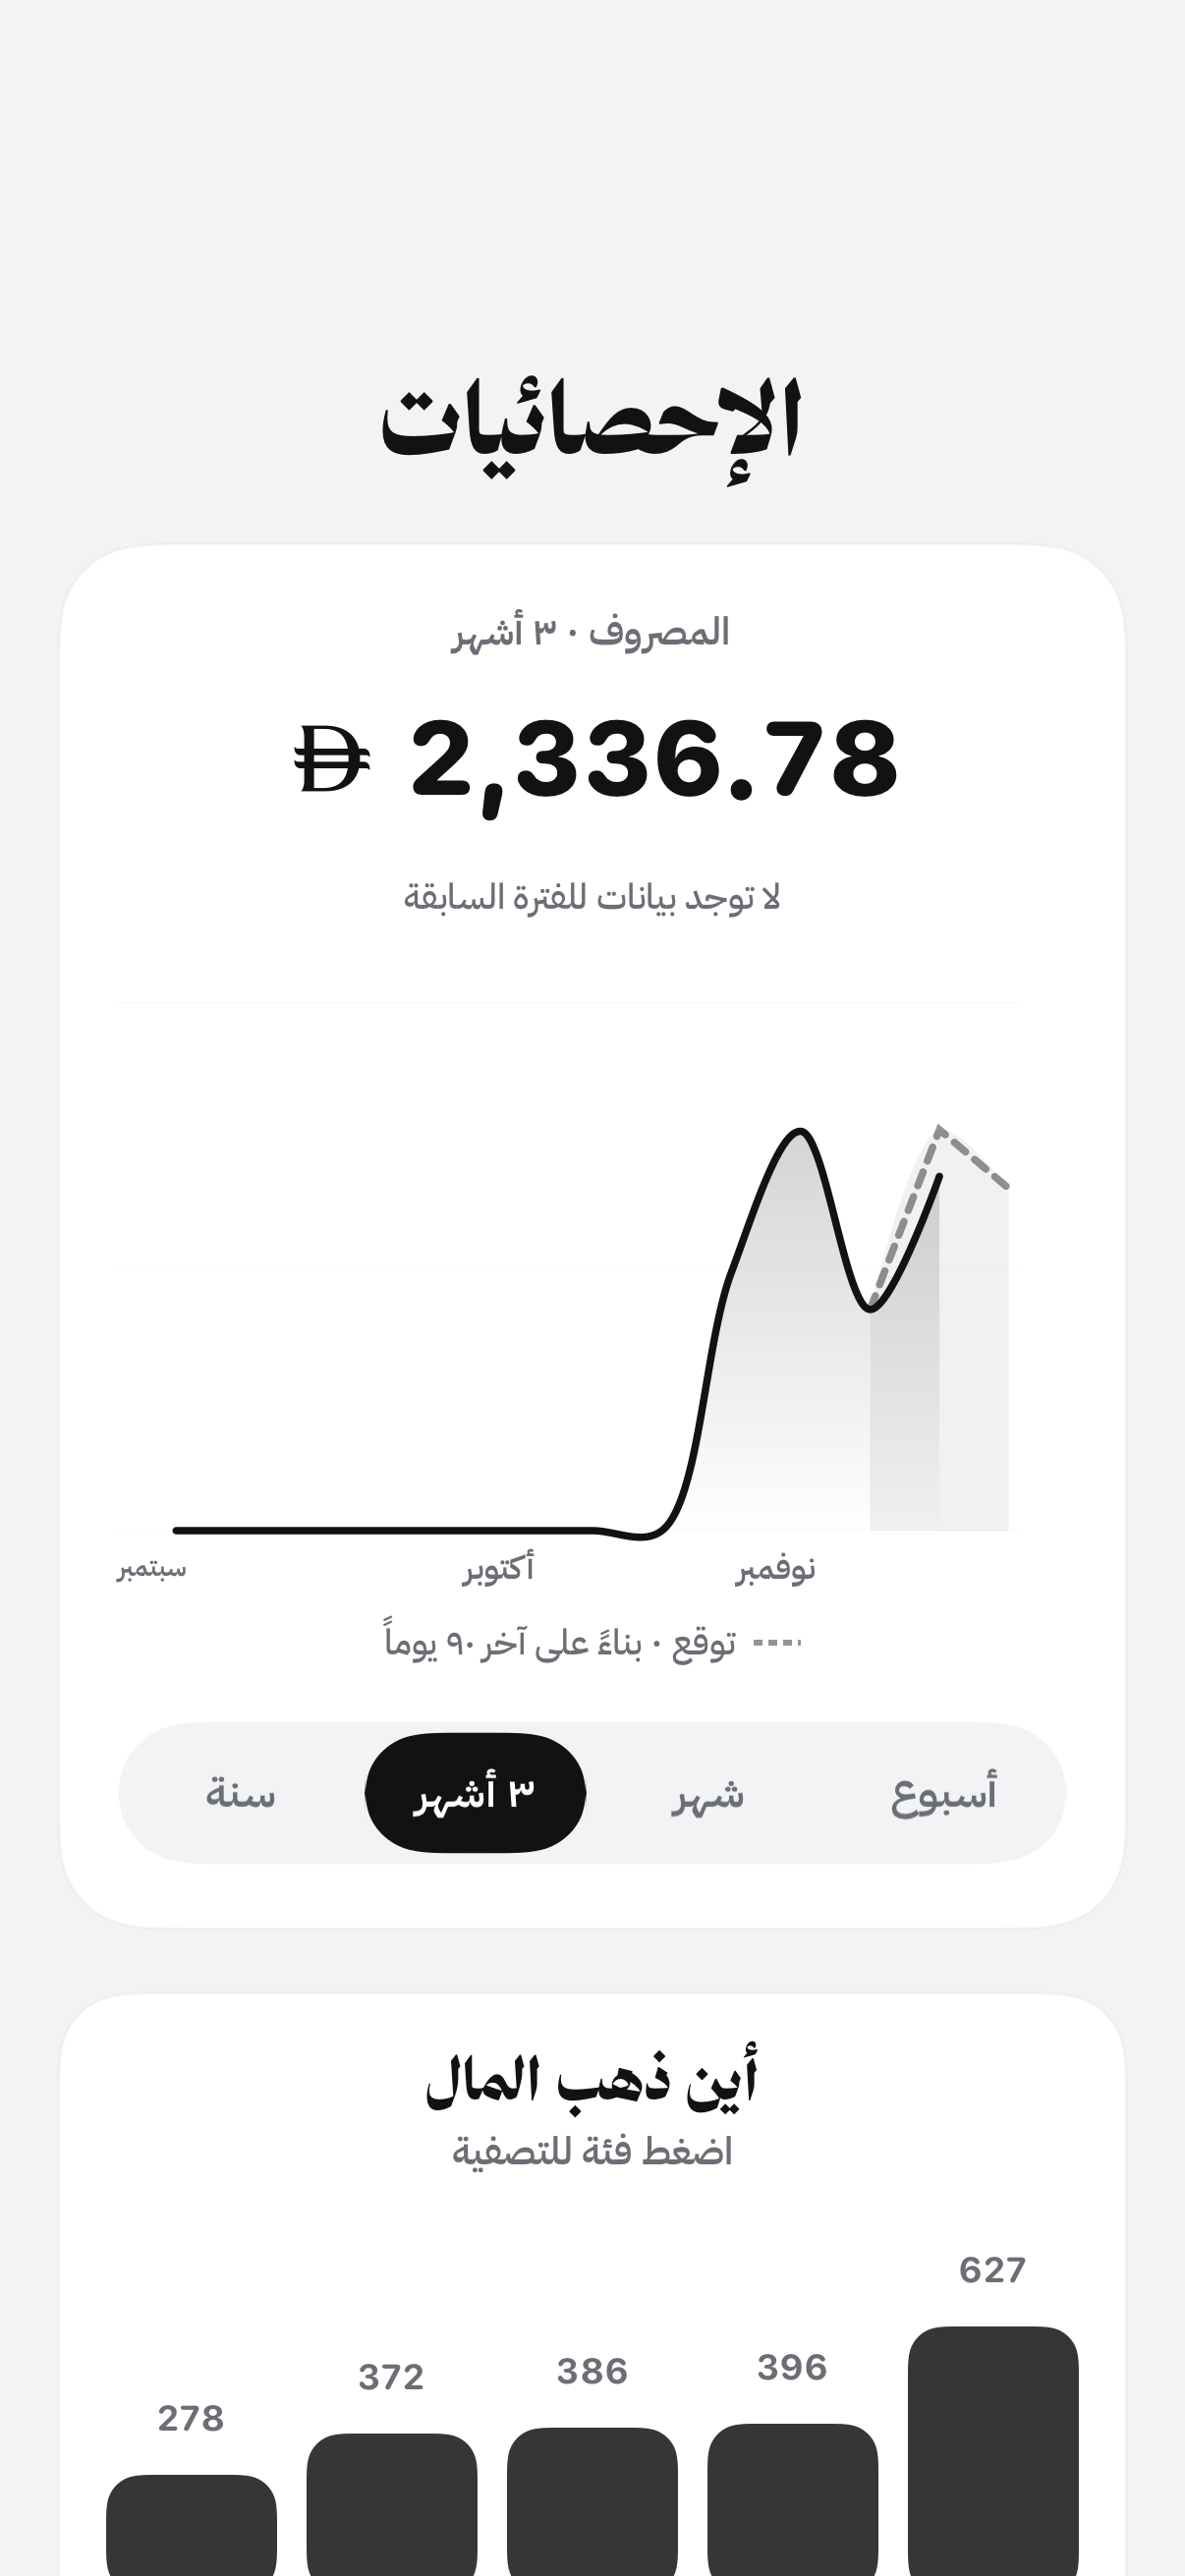 الإحصائيات
المصروف · ٣ أشهر
2,336.78
لا توجد بيانات للفترة السابقة
سبتمبر أكتوبر نوفمبر
توقع · بناءً على آخر ٩٠ يوماً
أسبوع شهر ٣ أشهر سنة
أين ذهب المال
اضغط فئة للتصفية
627 396 386 372 278